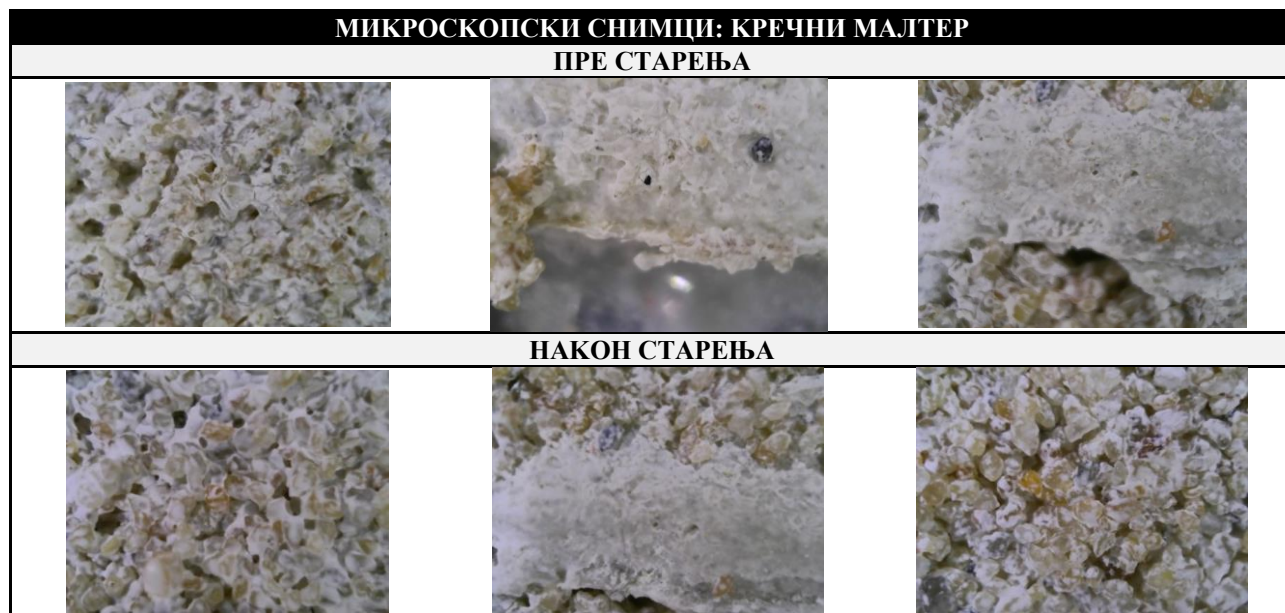 МИКРОСКОПСКИ СНИМЦИ: КРЕЧНИ МАЛТЕР
ПРЕ СТАРЕЊА
НАКОН СТАРЕЊА